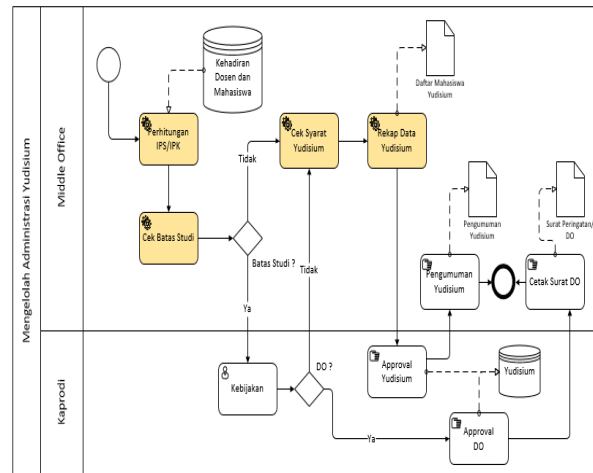 Mengelolah Administrasi Yudisium
Middle Office
Kaprodi
Kehadiran
Dosen dan
Mahasiswa
Perhitungan
IPS/IPK
Cek Batas Studi
Tidak
Batas Studi ?
Ya
Cek Syarat
Yudisium
Tidak
Rekap Data
Yudisium
Daftar Mahasiswa
Yudisium
Pengumuman
Yudisium
Surat Peringatan/
DO
Pengumuman
Yudisium
Cetak Surat DO
Kebijakan
DO ?
Ya
Approval
Yudisium
Yudisium
Approval
DO